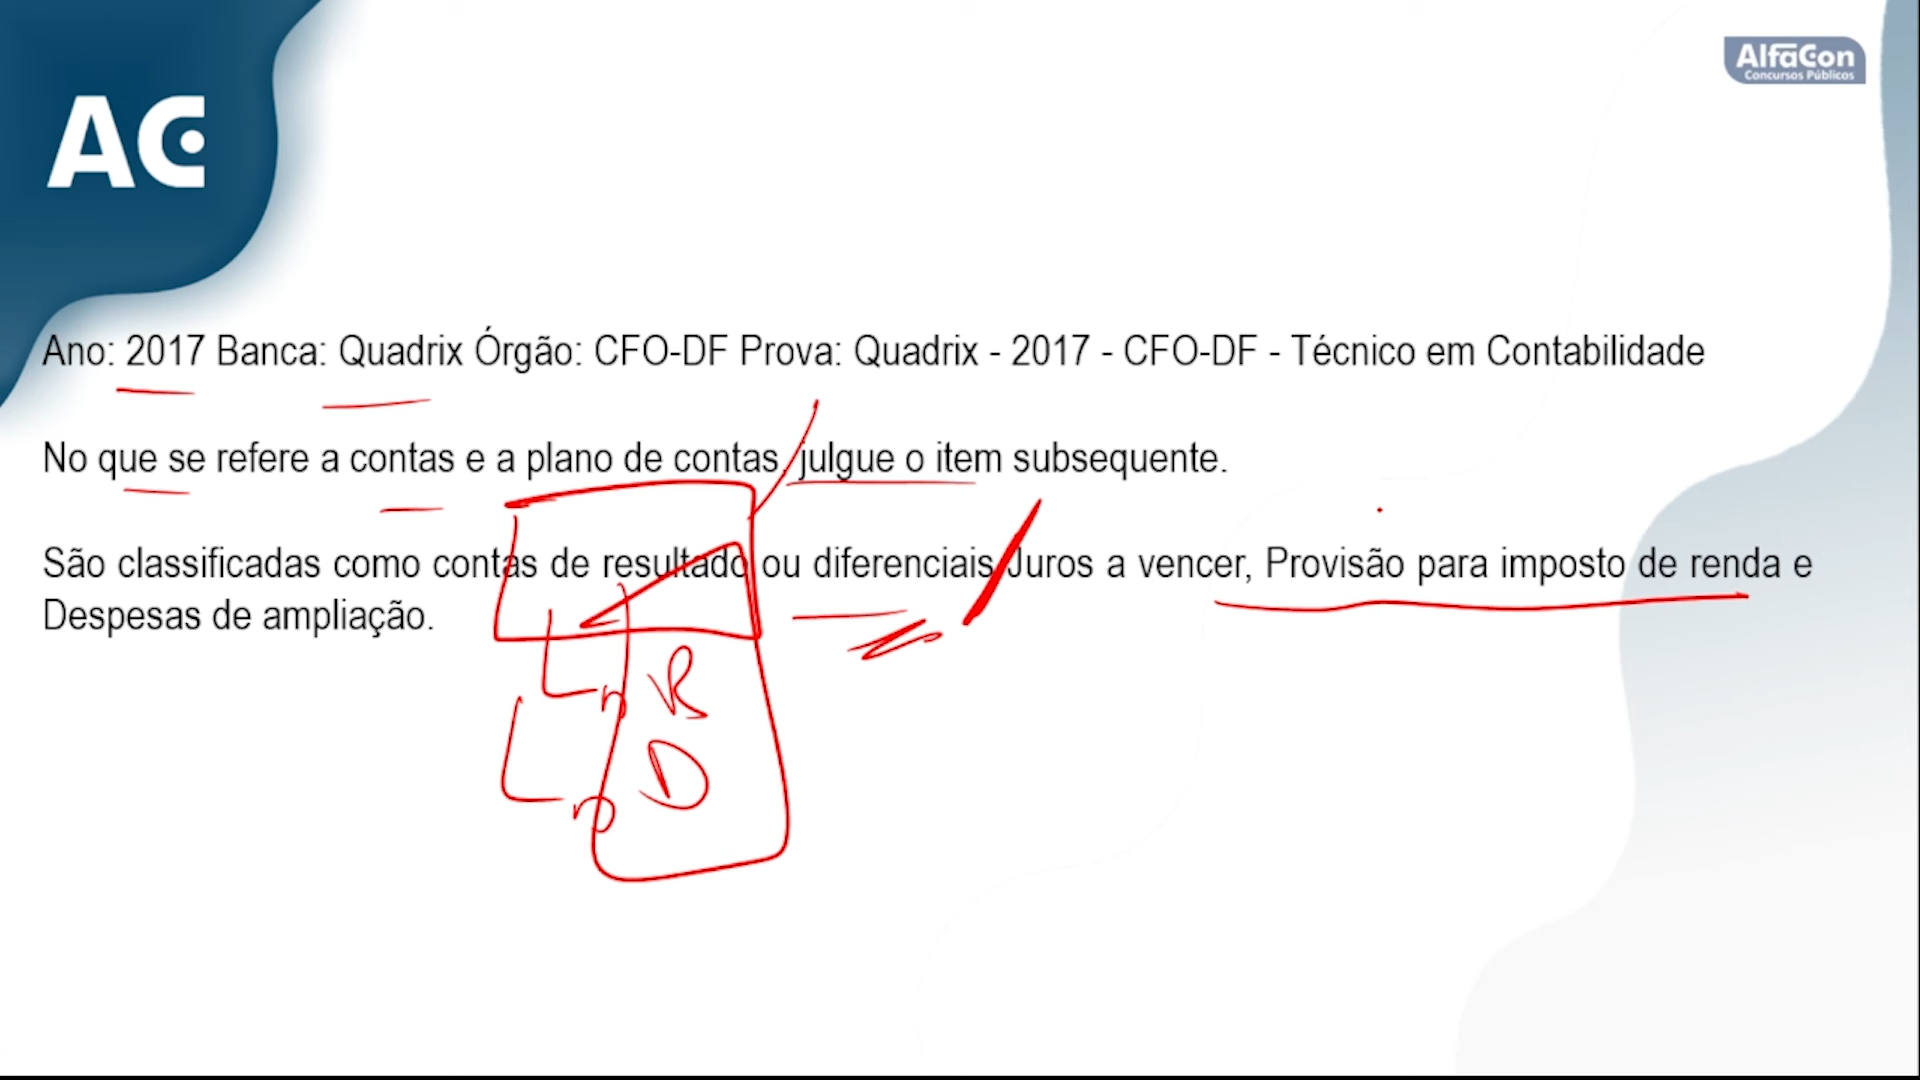 AlfaCon
Concursos Públicos
AC
Ano: 2017 Banca: Quadrix Órgão: CFO-DF Prova: Quadrix - 2017 - CFO-DF - Técnico em Contabilidade
No que se refere a contas e a plano de contas, julgue o item subsequente.
São classificadas como contas de resultado ou diferenciais Juros a vencer, Provisão para imposto de renda e
Despesas de ampliação.
R
D